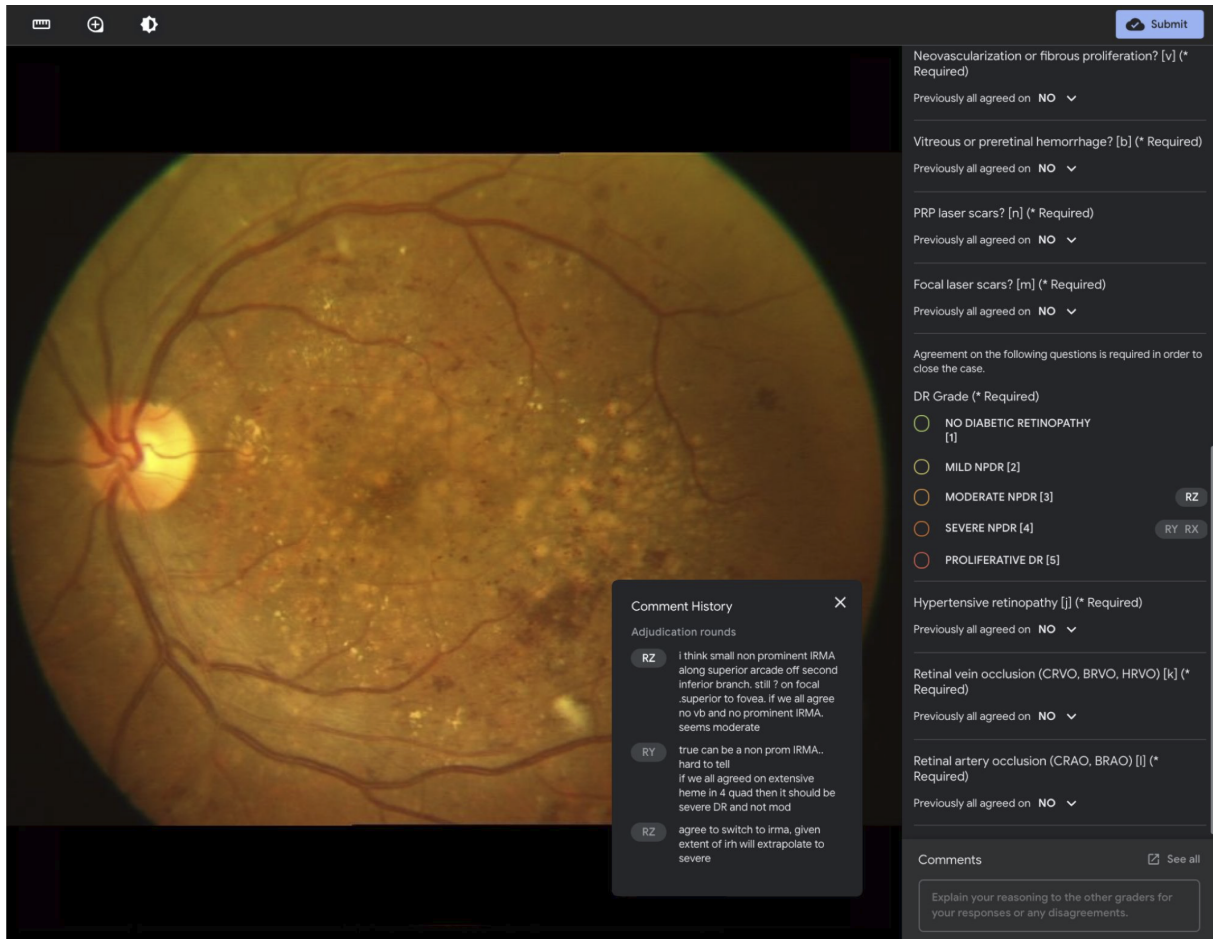 Submit
Neovascularization or fibrous proliferation? [v] (*
Required)
Previously all agreed on NO
Vitreous or preretinal hemorrhage? [b] (* Required)
Previously all agreed on NO
PRP laser scars? [n] (* Required)
Previously all agreed on NO
Focal laser scars? [m] (* Required)
Previously all agreed on NO
Agreement on the following questions is required in order to
close the case.
DR Grade (* Required)
NO DIABETIC RETINOPATHY
[1]
MILD NPDR [2]
MODERATE NPDR [3] RZ
SEVERE NPDR [4] RY RX
PROLIFERATIVE DR [5]
Hypertensive retinopathy [j] (* Required)
Previously all agreed on NO
Retinal vein occlusion (CRVO, BRVO, HRVO) [k] (*
Required)
Previously all agreed on NO
Retinal artery occlusion (CRAO, BRAO) [l] (*
Required)
Previously all agreed on NO
Comments See all
Explain your reasoning to the other graders for
your responses or any disagreements.
Comment History
Adjudication rounds
RZ i think small non prominent IRMA
along superior arcade off second
inferior branch. still ? on focal
.superior to fovea. if we all agree
no vb and no prominent IRMA.
seems moderate
RY true can be a non prom IRMA..
hard to tell
if we all agreed on extensive
heme in 4 quad then it should be
severe DR and not mod
RZ agree to switch to irma, given
extent of irh will extrapolate to
severe